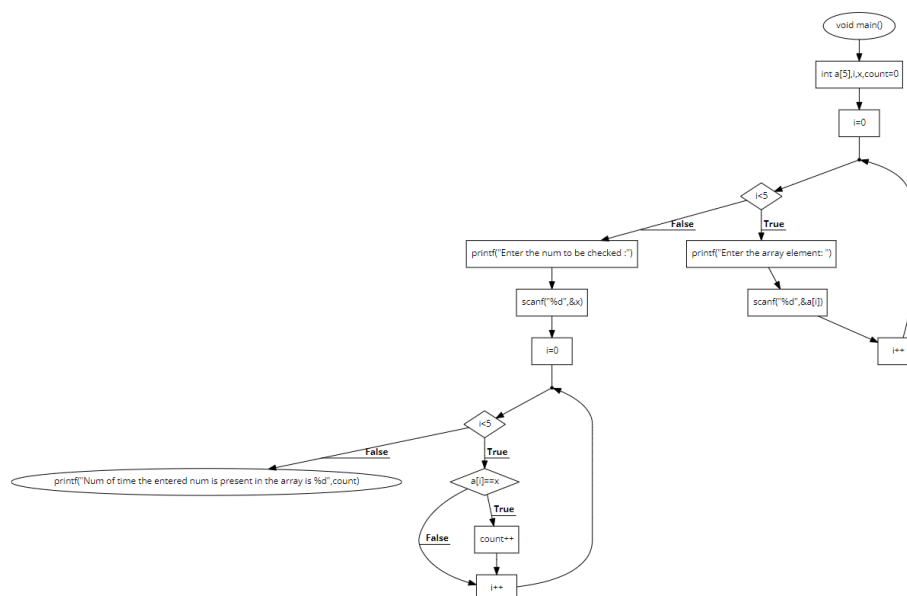 void main()
int a[5],i,x,count=0
i=0
i<5
False
True
printf("Enter the num to be checked :")
printf("Enter the array element: ")
scanf("%d",&x)
scanf("%d",&a[i])
i=0
i++
i<5
False
True
printf("Num of time the entered num is present in the array is %d",count)
a[i]==x
True
False
count++
i++